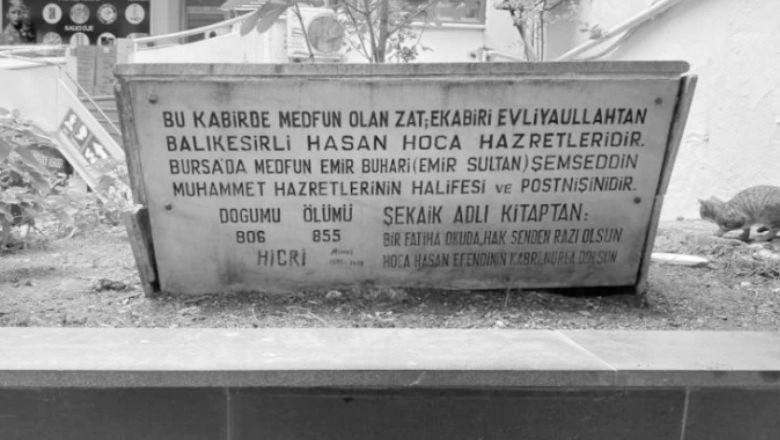 BU KABİRDE MEDFUN OLAN ZAT; EKABİRİ EVLİYAULLAHTAN
BALIKESİRLİ HASAN HOCA HAZRETLERİDİR.
BURSA'DA MEDFUN EMİR BUHARİ (EMİR SULTAN) ŞEMSEDDİN
MUHAMMET HAZRETLERİNİN HALİFESİ VE POSTNİŞİNİDİR.
DOGUMU ÖLÜMÜ
806 855
HİCRİ
ŞEKAİK ADLI KİTAPTAN:
BİR FATİHA OKUDA, HAK SENDEN RAZI OLSUN
HOCA HASAN EFENDİNİN KABRİ NURLA DOLSUN